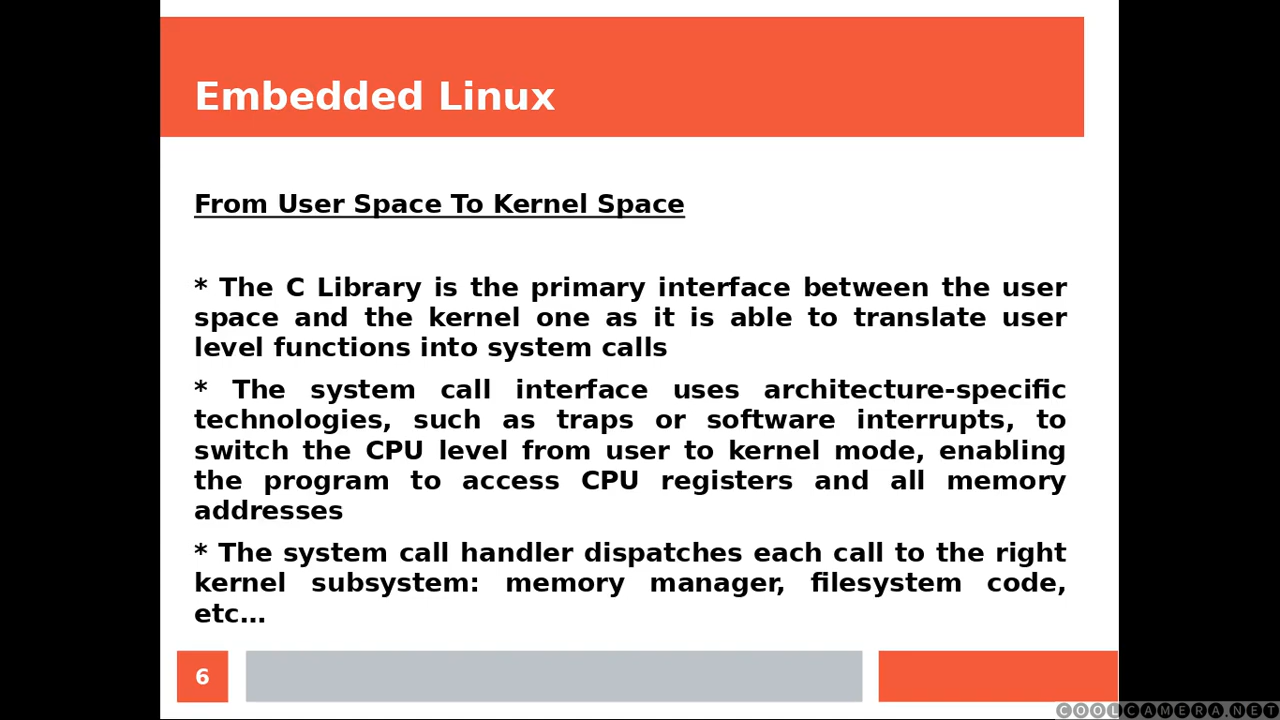 Embedded Linux
From User Space To Kernel Space
* The C Library is the primary interface between the user
space and the kernel one as it is able to translate user
level functions into system calls
* The system call interface uses architecture-specific
technologies, such as traps or software interrupts, to
switch the CPU level from user to kernel mode, enabling
the program to access CPU registers and all memory
addresses
* The system call handler dispatches each call to the right
kernel subsystem: memory manager, filesystem code,
etc...
6
COOLCAMERA.NET